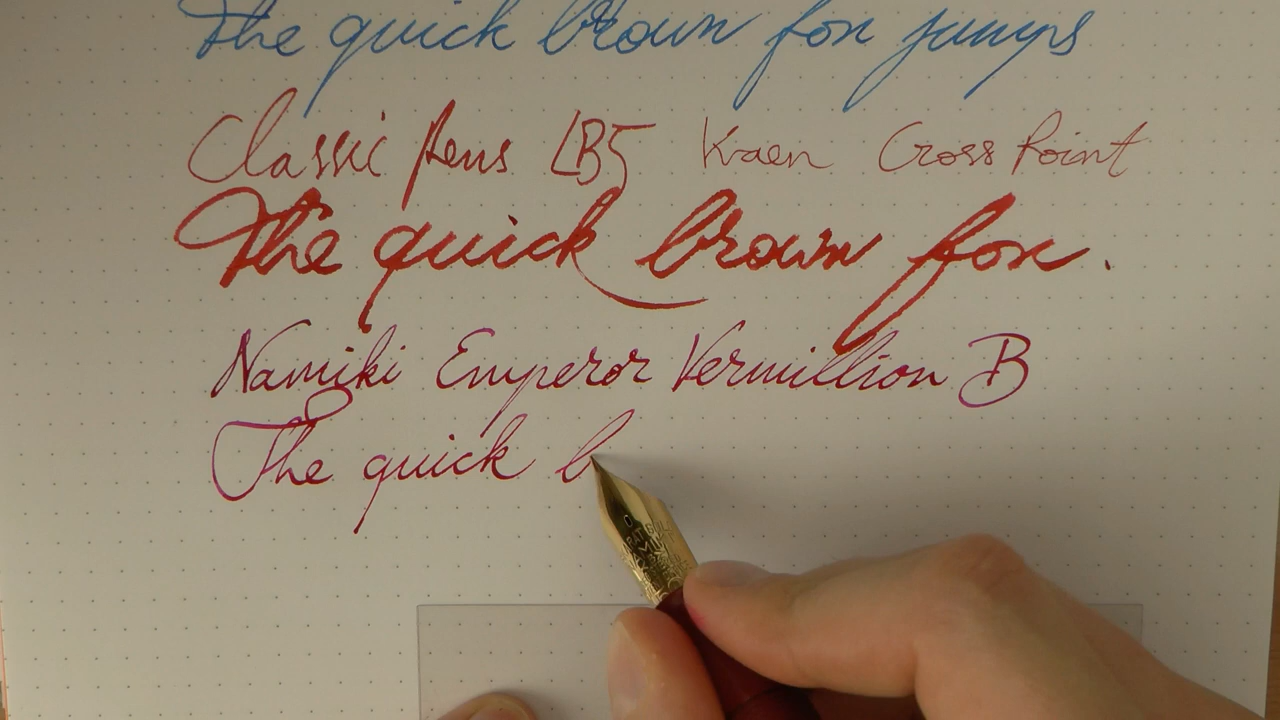 The quick brown fox jumps
Classic Pens LB5 Kraen Cross Point
The quick brown fox.
Namiki Emperor Vermillion B
The quick b